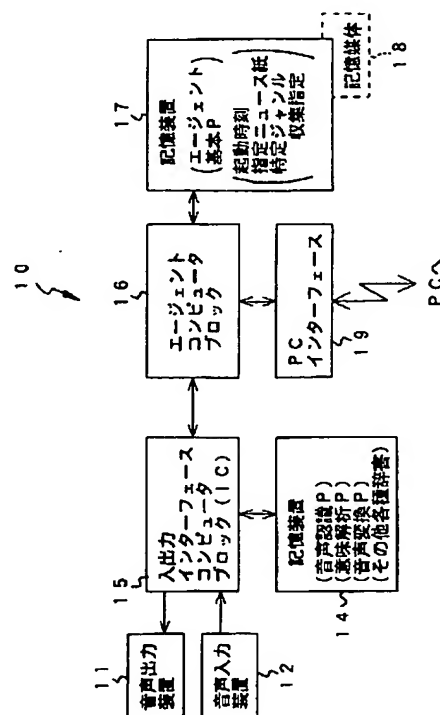 10
11
音声出力
装置
12
音声入力
装置
15
入出力
インターフェース
コンピュータ
ブロック(IC)
14
記憶装置
(音声認識P)
(意味解析P)
(音声変換P)
(その他各種辞書)
16
エージェント
コンピュータ
ブロック
19
PC
インターフェース
PCへ
17
記憶装置
(エージェント
基本P)
(起動時刻
指定ニュース紙
特定ジャンル
収集指定)
記憶媒体
18